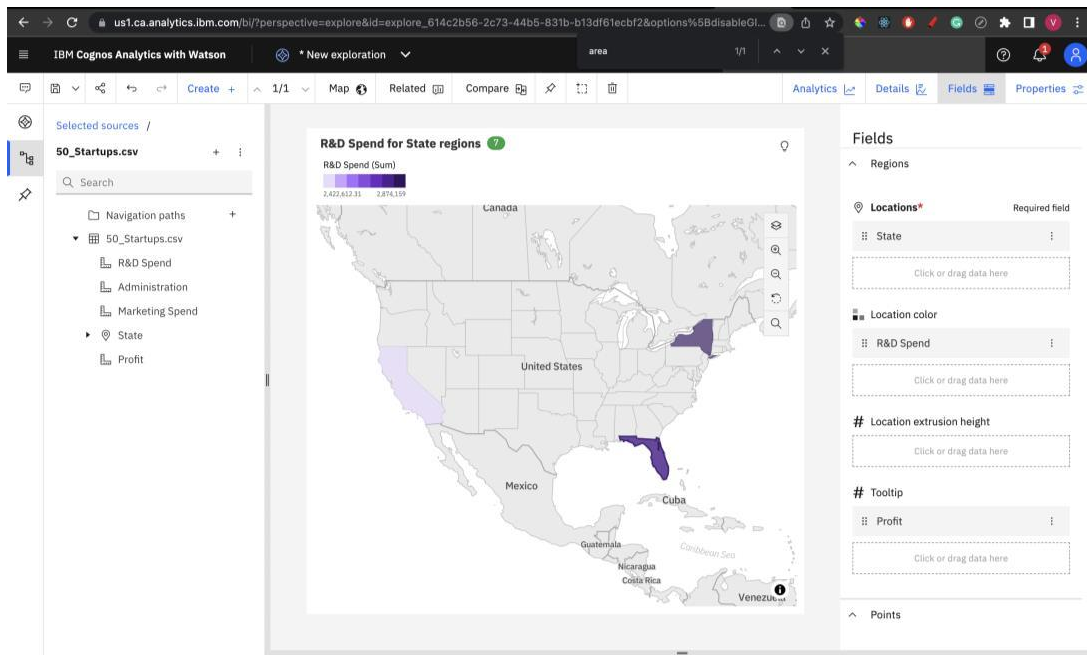 us1.ca.analytics.ibm.com/bi/?perspective=explore&id=explore_614c2b56-2c73-44b5-831b-b13df61ecbf2&options%5BdisableGl...
V
IBM Cognos Analytics with Watson
* New exploration
area
1/1
1
Create +
1/1
Map
Related
Compare
Analytics
Details
Fields
Properties
Selected sources /
50_Startups.csv
Search
Navigation paths
50_Startups.csv
R&D Spend
Administration
Marketing Spend
State
Profit
R&D Spend for State regions 7
R&D Spend (Sum)
2,422,612.31 2,874,159
Canada
United States
Mexico
Cuba
Guatemala
Caribbean Sea
Nicaragua
Costa Rica
Venezuela
Fields
Regions
Locations* Required field
State
Click or drag data here
Location color
R&D Spend
Click or drag data here
# Location extrusion height
Click or drag data here
# Tooltip
Profit
Click or drag data here
Points